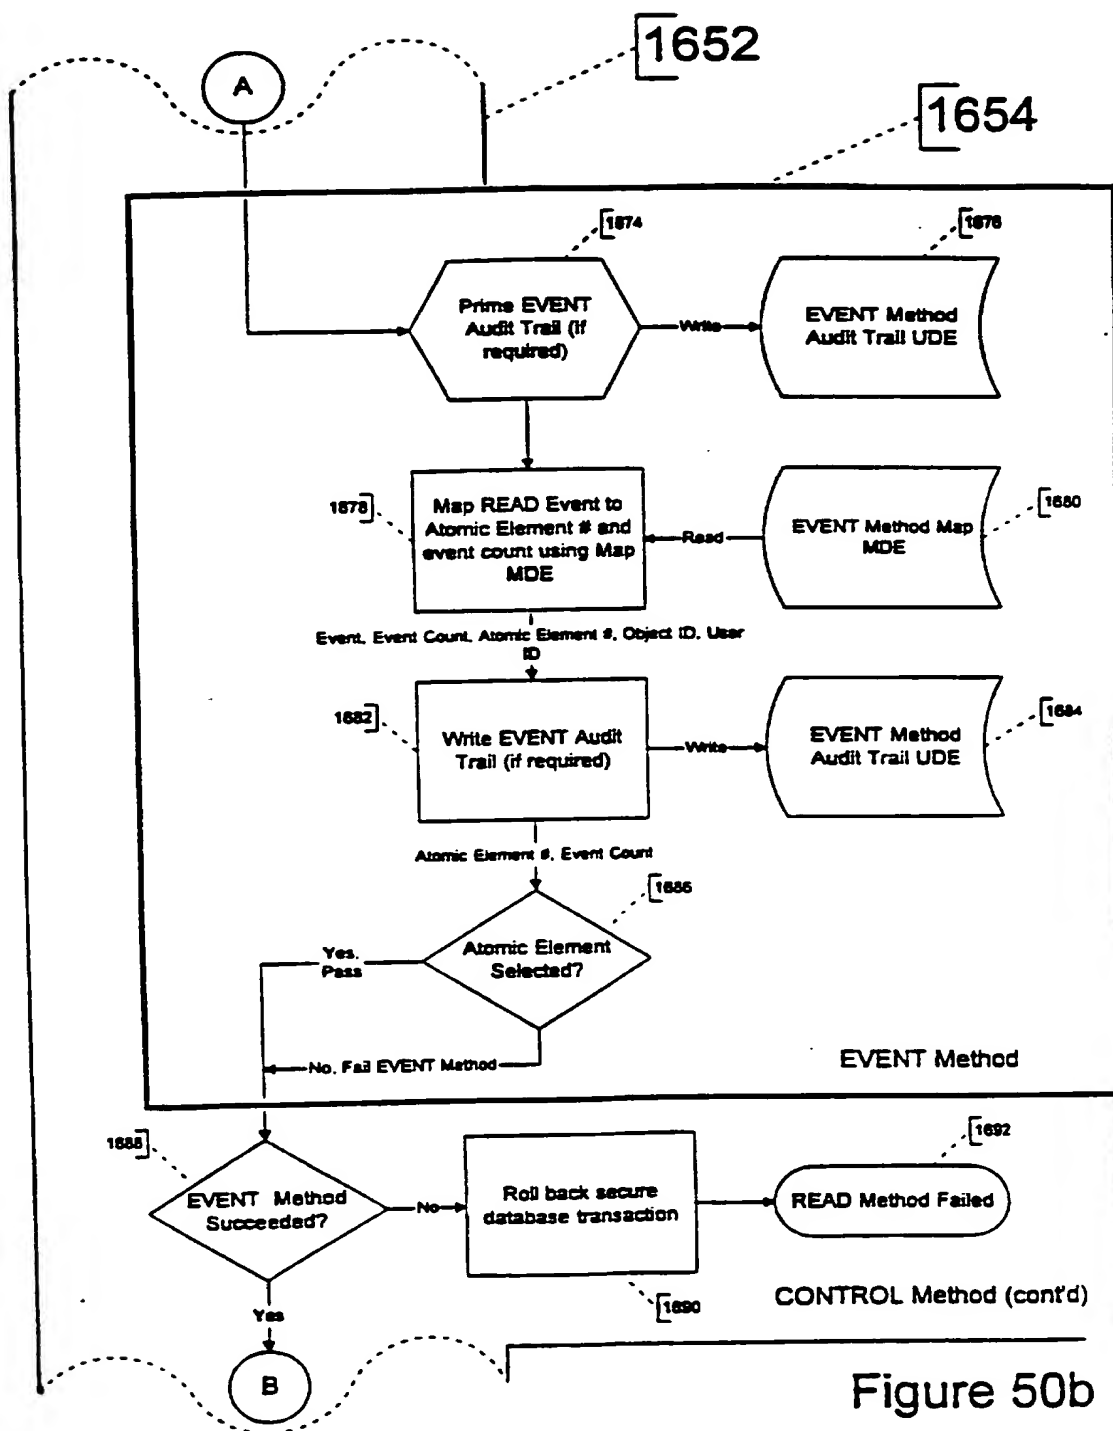 1652
A
1654
1674
1676
Prime EVENT
Audit Trail (if
required)
Write
EVENT Method
Audit Trail UDE
1678
Map READ Event to
Atomic Element # and
event count using Map
MDE
Read
EVENT Method Map
MDE
1680
Event, Event Count, Atomic Element #, Object ID, User
ID
1682
Write EVENT Audit
Trail (if required)
Write
EVENT Method
Audit Trail UDE
1684
Atomic Element #, Event Count
1686
Yes,
Pass
Atomic Element
Selected?
No, Fail EVENT Method
EVENT Method
1688
EVENT Method
Succeeded?
No
Roll back secure
database transaction
1692
READ Method Failed
Yes
1690
CONTROL Method (cont'd)
B
Figure 50b